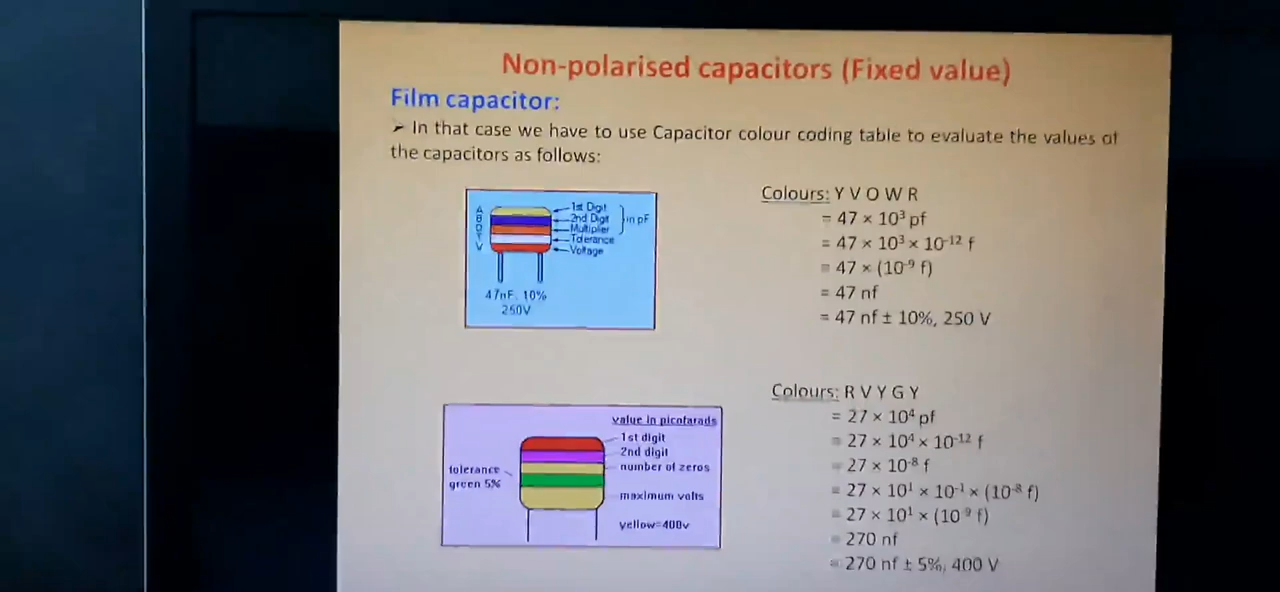 Non-polarised capacitors (Fixed value)
Film capacitor:
➢ In that case we have to use Capacitor colour coding table to evaluate the values of
the capacitors as follows:
A
B
D
T
V
1st Digit
2nd Digit
Multiplier
Tolerance
Voltage
in pF
47nF 10%
250V
Colours: Y V O W R
= 47 × 10³ pf
= 47 × 10³ × 10⁻¹² f
= 47 × (10⁻⁹ f)
= 47 nf
= 47 nf ± 10%, 250 V
value in picofarads
1st digit
2nd digit
number of zeros
tolerance
green 5%
maximum volts
yellow=400v
Colours: R V Y G Y
= 27 × 10⁴ pf
= 27 × 10⁴ × 10⁻¹² f
= 27 × 10⁻⁸ f
= 27 × 10¹ × 10⁻¹ × (10⁻⁸ f)
= 27 × 10¹ × (10⁻⁹ f)
= 270 nf
= 270 nf ± 5%, 400 V